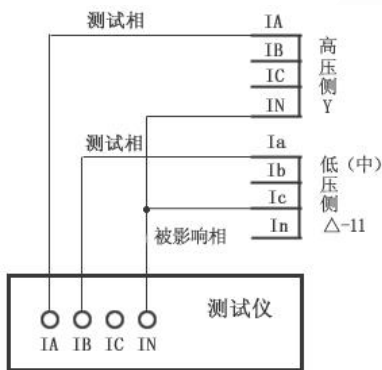 测试相
IA
IB
IC
IN
高
压
侧
Y
测试相
Ia
Ib
Ic
In
低（中）
压
侧
△-11
被影响相
测试仪
IA IB IC IN